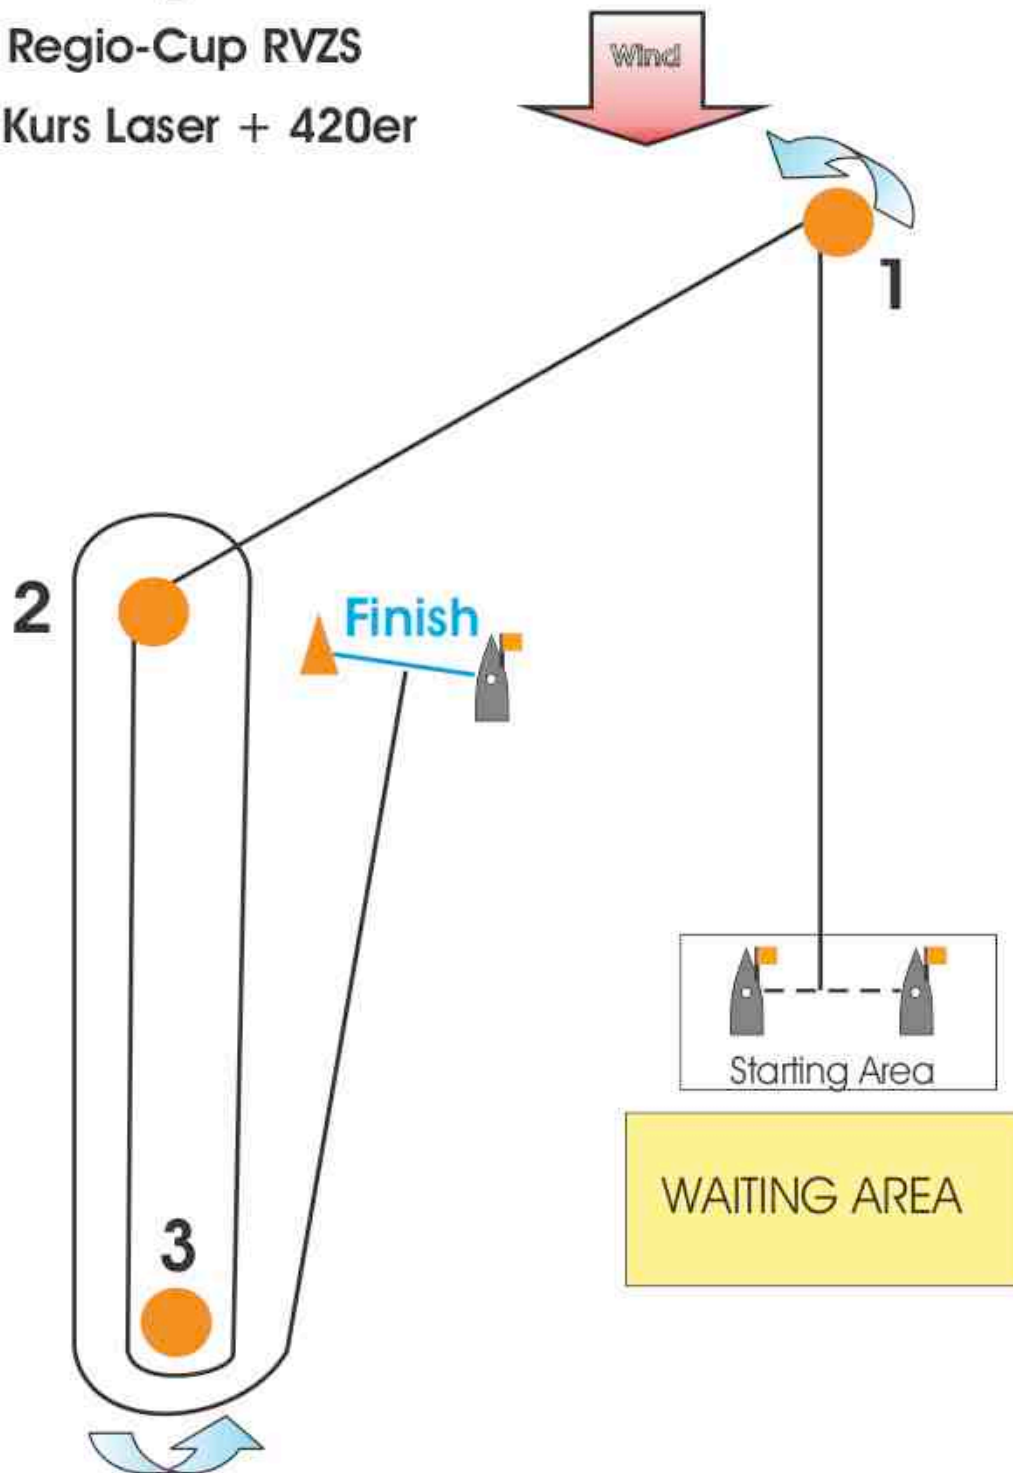 Regio-Cup RVZS
Kurs Laser + 420er
Wind
1
2
Finish
Starting Area
WAITING AREA
3